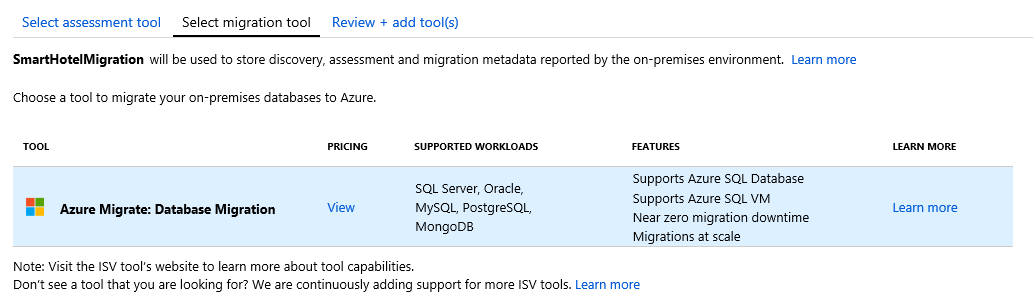 Select assessment tool Select migration tool Review + add tool(s)
SmartHotelMigration will be used to store discovery, assessment and migration metadata reported by the on-premises environment. Learn more
Choose a tool to migrate your on-premises databases to Azure.
TOOL PRICING SUPPORTED WORKLOADS FEATURES LEARN MORE
Azure Migrate: Database Migration
View
SQL Server, Oracle,
MySQL, PostgreSQL,
MongoDB
Supports Azure SQL Database
Supports Azure SQL VM
Near zero migration downtime
Migrations at scale
Learn more
Note: Visit the ISV tool's website to learn more about tool capabilities.
Don't see a tool that you are looking for? We are continuously adding support for more ISV tools. Learn more